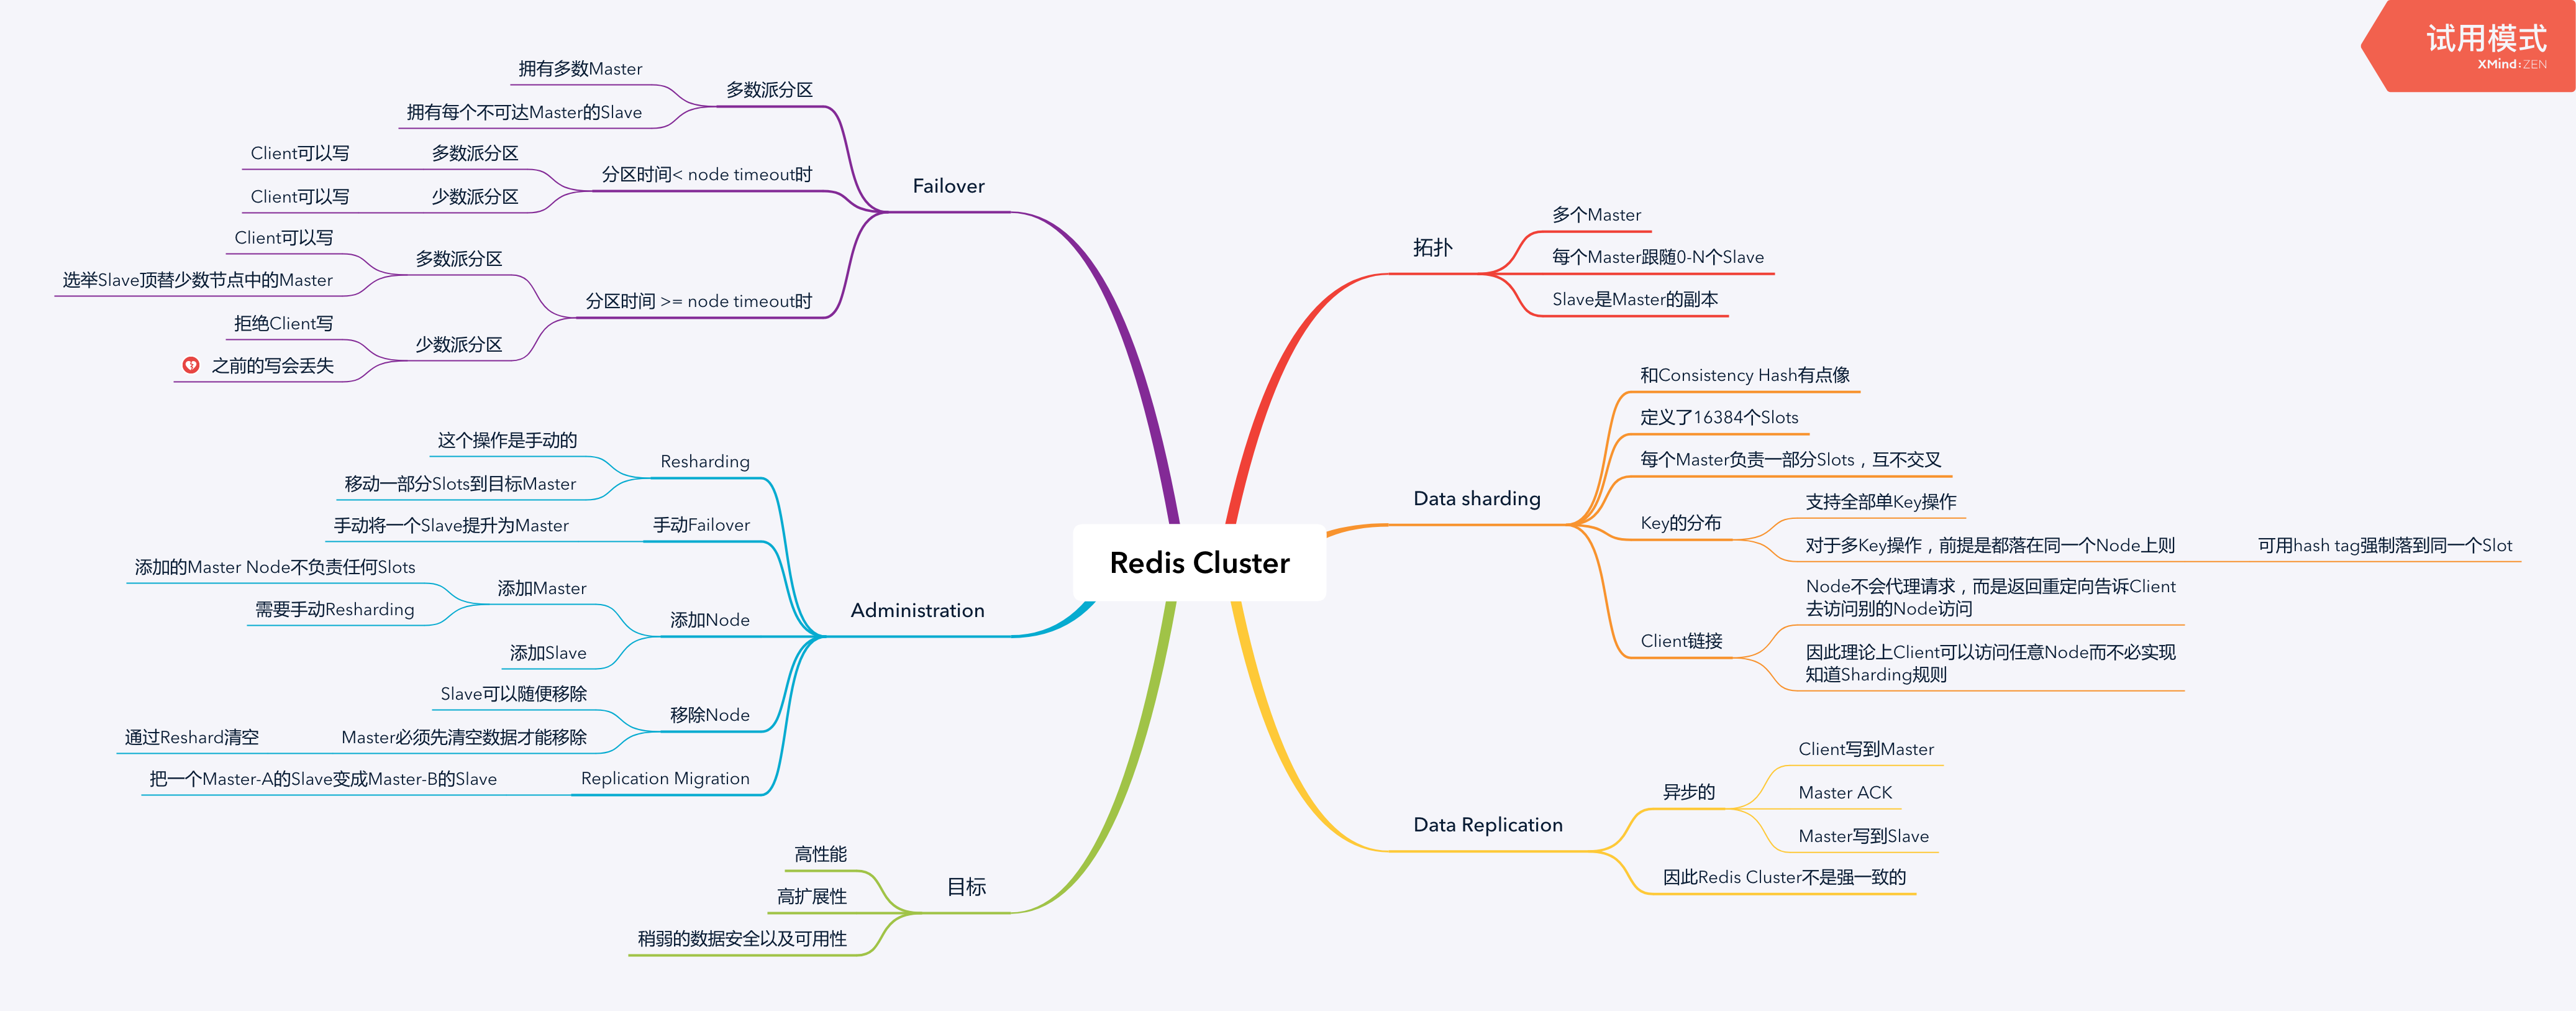 试用模式
XMind:ZEN
Redis Cluster
拓扑
多个Master
每个Master跟随0-N个Slave
Slave是Master的副本
Data sharding
和Consistency Hash有点像
定义了16384个Slots
每个Master负责一部分Slots，互不交叉
Key的分布
支持全部单Key操作
对于多Key操作，前提是都落在同一个Node上则
可用hash tag强制落到同一个Slot
Client链接
Node不会代理请求，而是返回重定向告诉Client
去访问别的Node访问
因此理论上Client可以访问任意Node而不必实现
知道Sharding规则
Data Replication
异步的
Client写到Master
Master ACK
Master写到Slave
因此Redis Cluster不是强一致的
Failover
多数派分区
拥有多数Master
拥有每个不可达Master的Slave
分区时间< node timeout时
多数派分区
Client可以写
少数派分区
Client可以写
分区时间 >= node timeout时
多数派分区
Client可以写
选举Slave顶替少数节点中的Master
少数派分区
拒绝Client写
之前的写会丢失
Administration
Resharding
这个操作是手动的
移动一部分Slots到目标Master
手动Failover
手动将一个Slave提升为Master
添加Node
添加Master
添加的Master Node不负责任何Slots
需要手动Resharding
添加Slave
移除Node
Slave可以随便移除
Master必须先清空数据才能移除
通过Reshard清空
Replication Migration
把一个Master-A的Slave变成Master-B的Slave
目标
高性能
高扩展性
稍弱的数据安全以及可用性